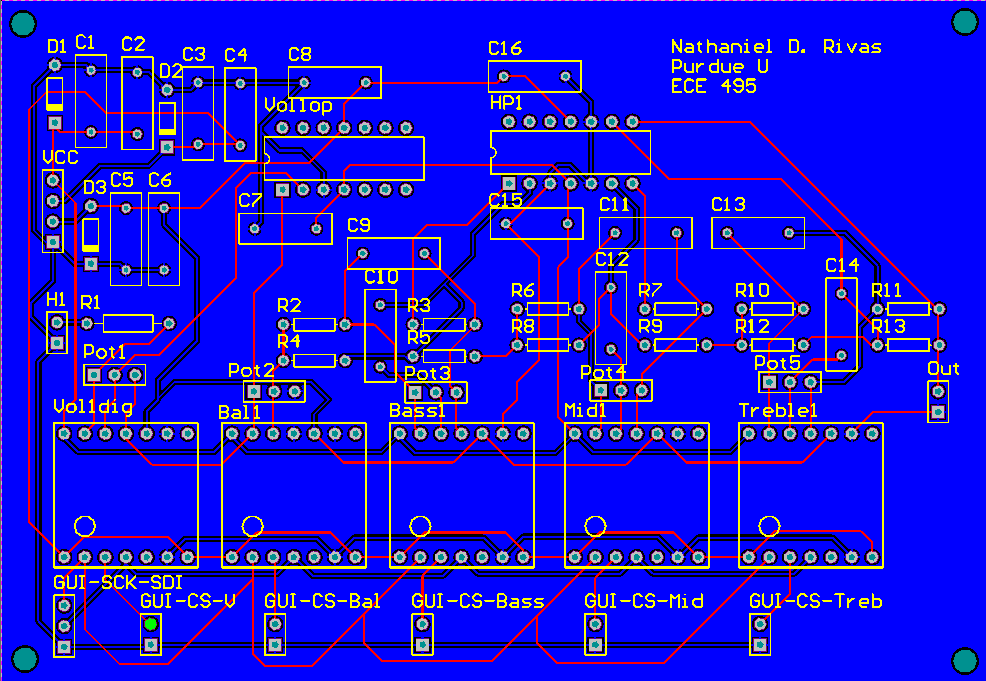 Nathaniel D. Rivas
Purdue U
ECE 495
D1
C1
C2
D2
C3
C4
C8
C16
Vollop
HP1
VCC
D3
C5
C6
C7
C9
C15
C11
C13
C10
C12
C14
H1
R1
R2
R3
R6
R7
R10
R11
R4
R5
R8
R9
R12
R13
Pot1
Pot2
Pot3
Pot4
Pot5
Out
Volldig
Bal1
Bass1
Mid1
Treble1
GUI-SCK-SDI
GUI-CS-V
GUI-CS-Bal
GUI-CS-Bass
GUI-CS-Mid
GUI-CS-Treb